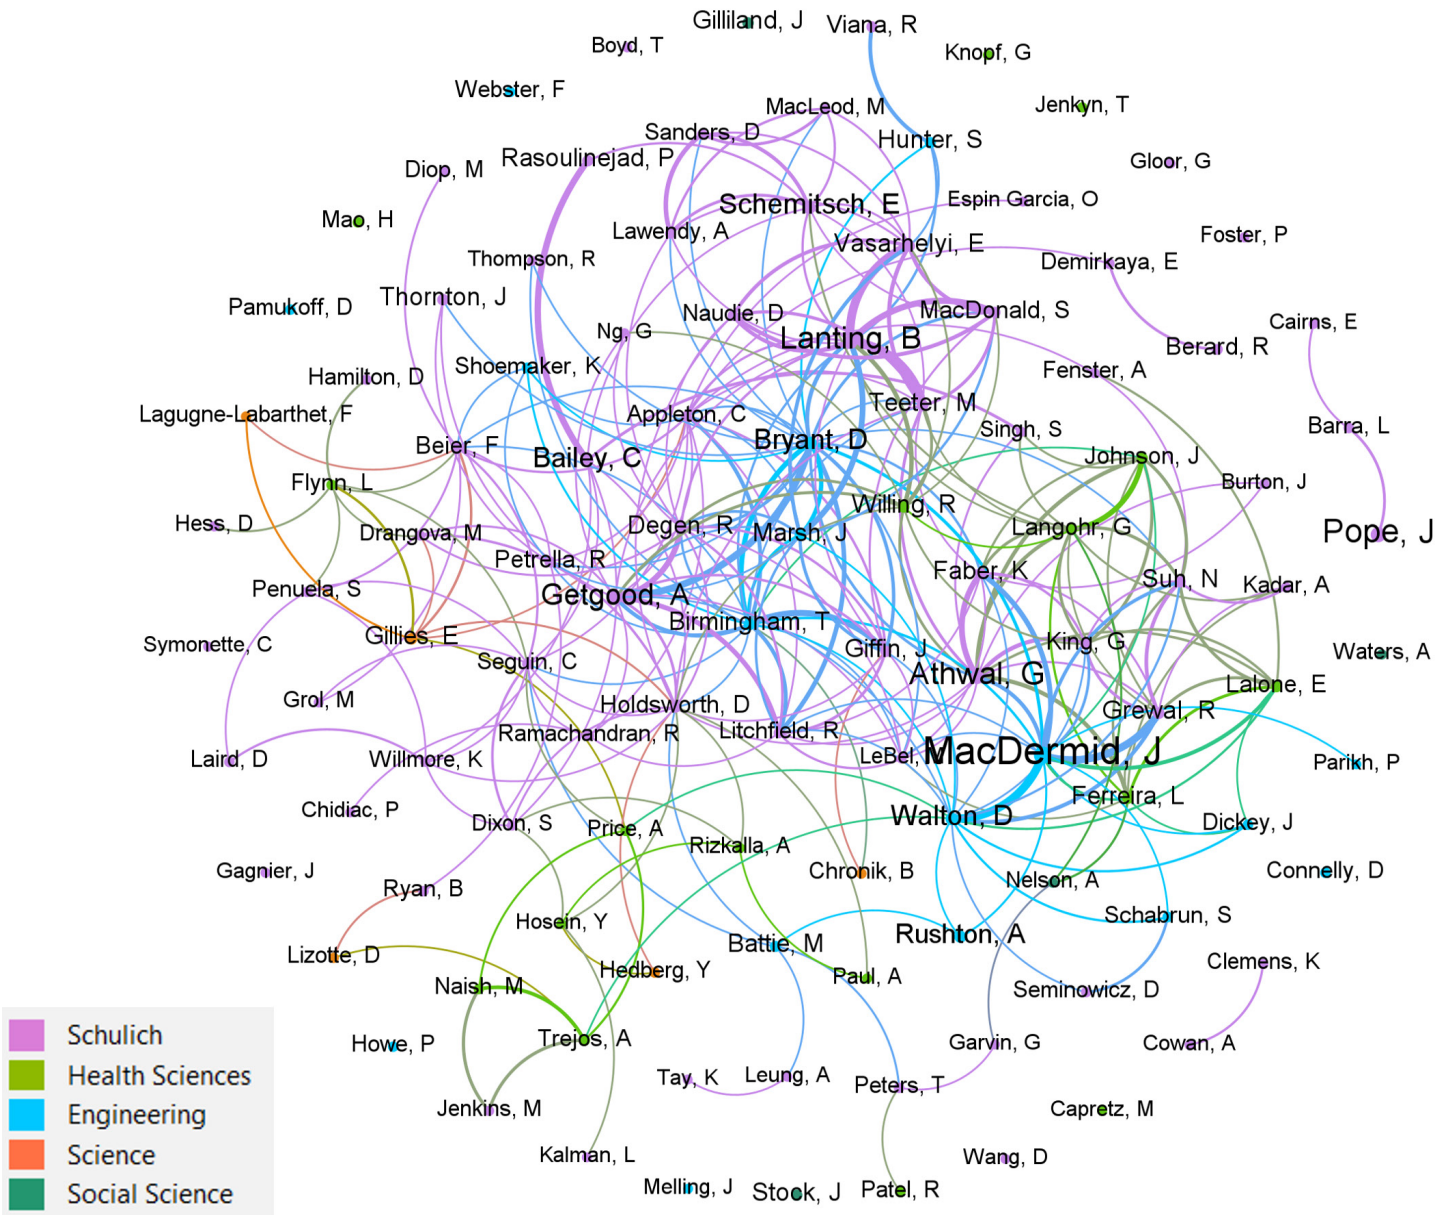 Gilliland, J
Viana, R
Boyd, T
Knopf, G
Webster, F
MacLeod, M
Jenkyn, T
Sanders, D
Hunter, S
Rasoulinejad, P
Gloor, G
Diop, M
Schemitsch, E
Espin Garcia, O
Mao, H
Lawendy, A
Vasarhelyi, E
Foster, P
Thompson, R
Demirkaya, E
Thornton, J
Pamukoff, D
Naudie, D
MacDonald, S
Cairns, E
Ng, G
Lanting, B
Berard, R
Shoemaker, K
Hamilton, D
Fenster, A
Lagugne-Labarthet, F
Appleton, C
Teeter, M
Singh, S
Barra, L
Beier, F
Bailey, C
Bryant, D
Johnson, J
Flynn, L
Burton, J
Willing, R
Hess, D
Drangova, M
Degen, R
Marsh, J
Langohr, G
Pope, J
Petrella, R
Faber, K
Suh, N
Kadar, A
Penuela, S
Getgood, A
Birmingham, T
Symonette, C
Gillies, E
Giffin, J
King, G
Waters, A
Seguin, C
Athwal, G
Lalone, E
Grol, M
Holdsworth, D
Grewal, R
Ramachandran, R
Litchfield, R
Laird, D
Willmore, K
LeBel,
MacDermid, J
Parikh, P
Chidiac, P
Ferreira, L
Dixon, S
Price, A
Walton, D
Dickey, J
Rizkalla, A
Gagnier, J
Chronik, B
Nelson, A
Connelly, D
Ryan, B
Hosein, Y
Schabrun, S
Lizotte, D
Battie, M
Rushton, A
Hedberg, Y
Paul, A
Clemens, K
Naish, M
Seminowicz, D
Howe, P
Trejos, A
Garvin, G
Cowan, A
Tay, K
Leung, A
Peters, T
Jenkins, M
Capretz, M
Kalman, L
Wang, D
Melling, J
Stock, J
Patel, R
Schulich
Health Sciences
Engineering
Science
Social Science